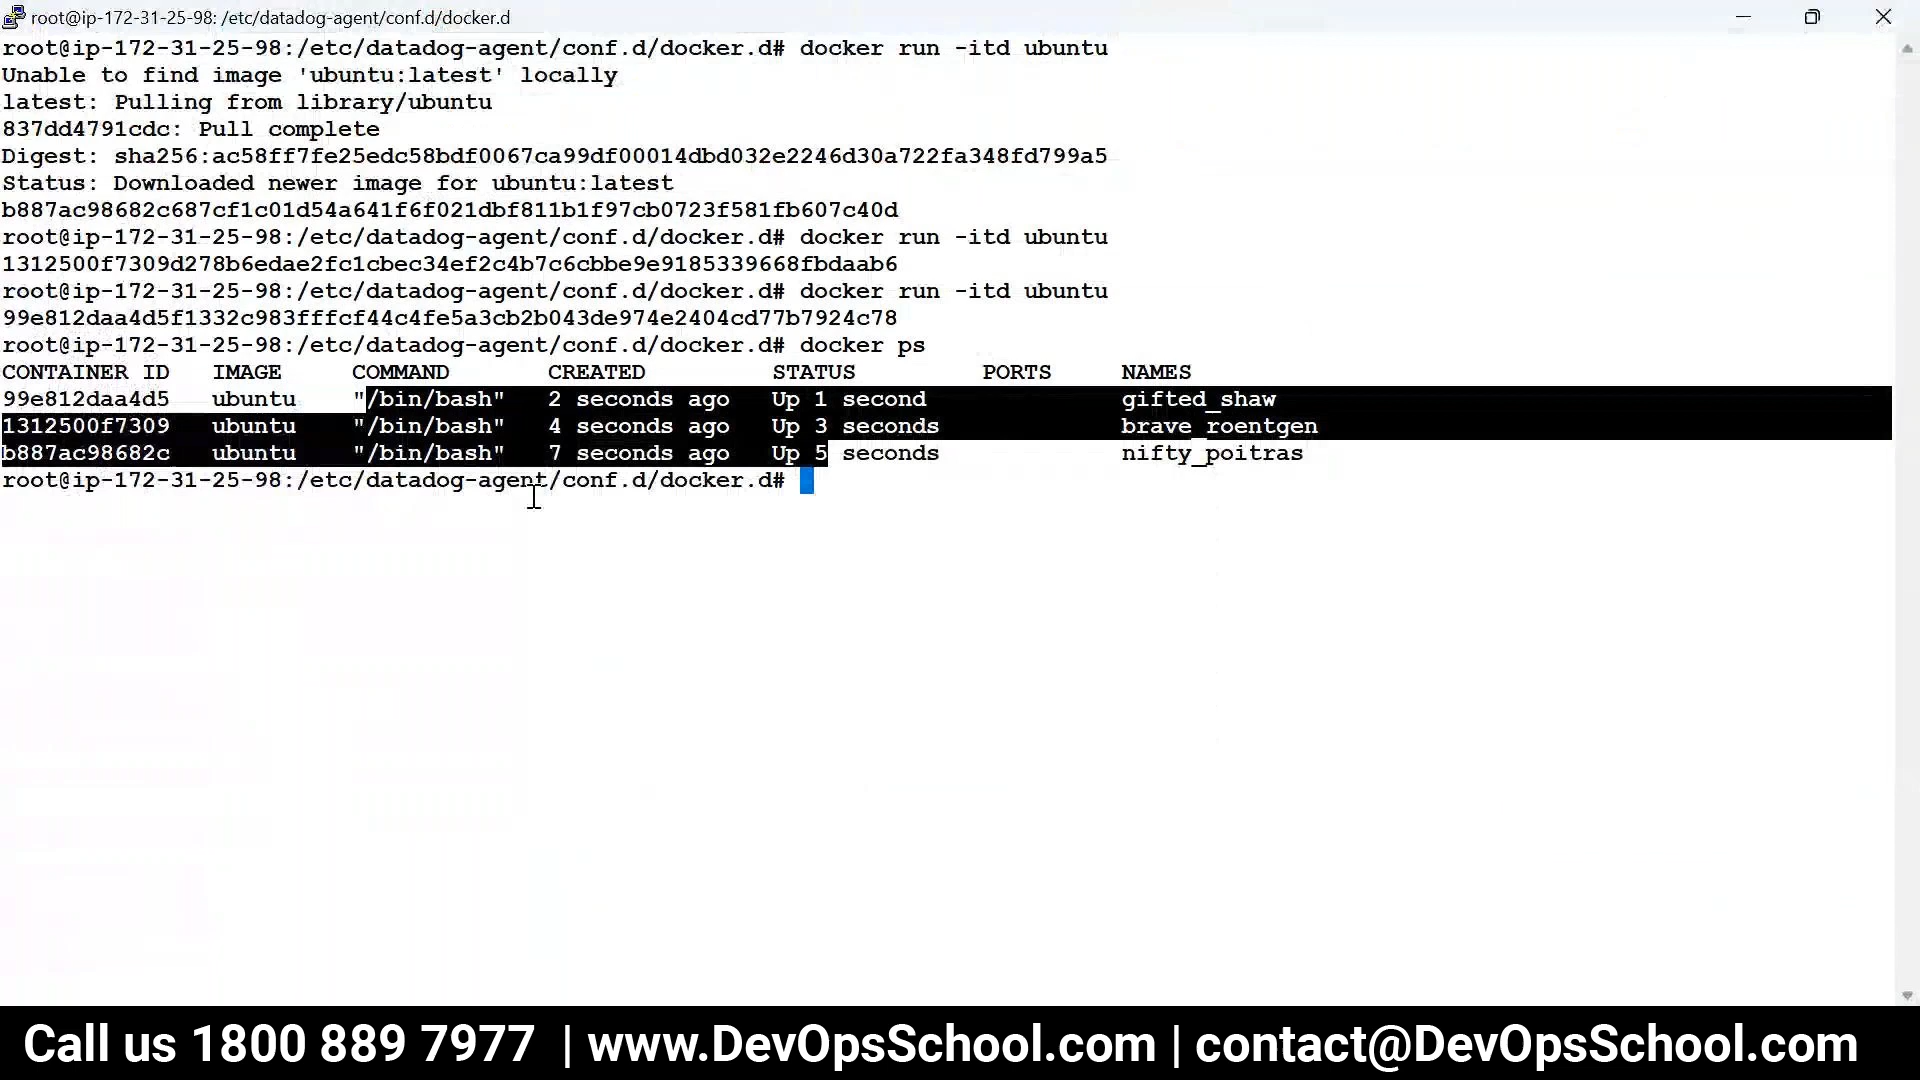 root@ip-172-31-25-98: /etc/datadog-agent/conf.d/docker.d
root@ip-172-31-25-98:/etc/datadog-agent/conf.d/docker.d# docker run -itd ubuntu
Unable to find image 'ubuntu:latest' locally
latest: Pulling from library/ubuntu
837dd4791cdc: Pull complete
Digest: sha256:ac58ff7fe25edc58bdf0067ca99df00014dbd032e2246d30a722fa348fd799a5
Status: Downloaded newer image for ubuntu:latest
b887ac98682c687cf1c01d54a641f6f021dbf811b1f97cb0723f581fb607c40d
root@ip-172-31-25-98:/etc/datadog-agent/conf.d/docker.d# docker run -itd ubuntu
1312500f7309d278b6edae2fc1cbec34ef2c4b7c6cbbe9e9185339668fbdaab6
root@ip-172-31-25-98:/etc/datadog-agent/conf.d/docker.d# docker run -itd ubuntu
99e812daa4d5f1332c983fffcf44c4fe5a3cb2b043de974e2404cd77b7924c78
root@ip-172-31-25-98:/etc/datadog-agent/conf.d/docker.d# docker ps
CONTAINER ID   IMAGE     COMMAND       CREATED         STATUS         PORTS     NAMES
99e812daa4d5   ubuntu    "/bin/bash"   2 seconds ago   Up 1 second              gifted_shaw
1312500f7309   ubuntu    "/bin/bash"   4 seconds ago   Up 3 seconds             brave_roentgen
b887ac98682c   ubuntu    "/bin/bash"   7 seconds ago   Up 5 seconds             nifty_poitras
root@ip-172-31-25-98:/etc/datadog-agent/conf.d/docker.d#
Call us 1800 889 7977 | www.DevOpsSchool.com | contact@DevOpsSchool.com